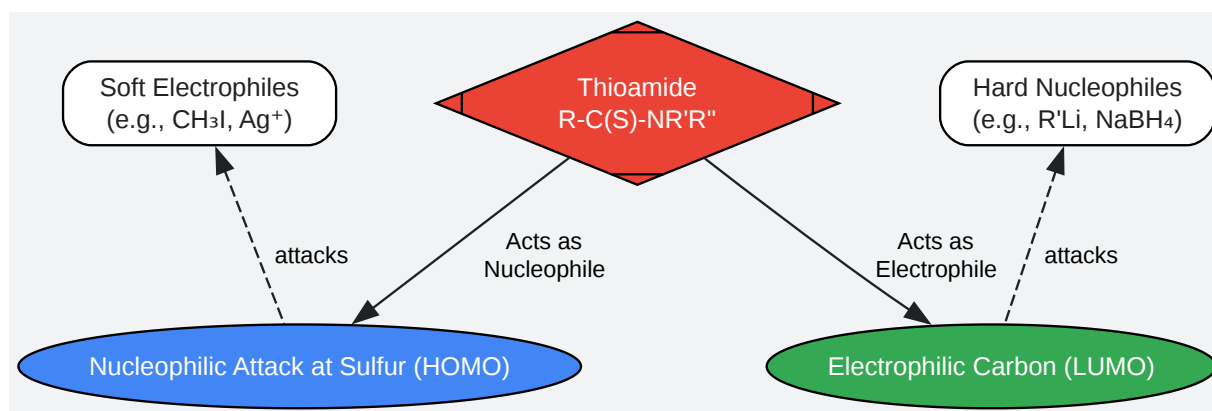 Soft Electrophiles
(e.g., CH₃I, Ag⁺)
Thioamide
R-C(S)-NR'R"
Hard Nucleophiles
(e.g., R'Li, NaBH₄)
attacks
Acts as
Nucleophile
Acts as
Electrophile
attacks
Nucleophilic Attack at Sulfur (HOMO)
Electrophilic Carbon (LUMO)